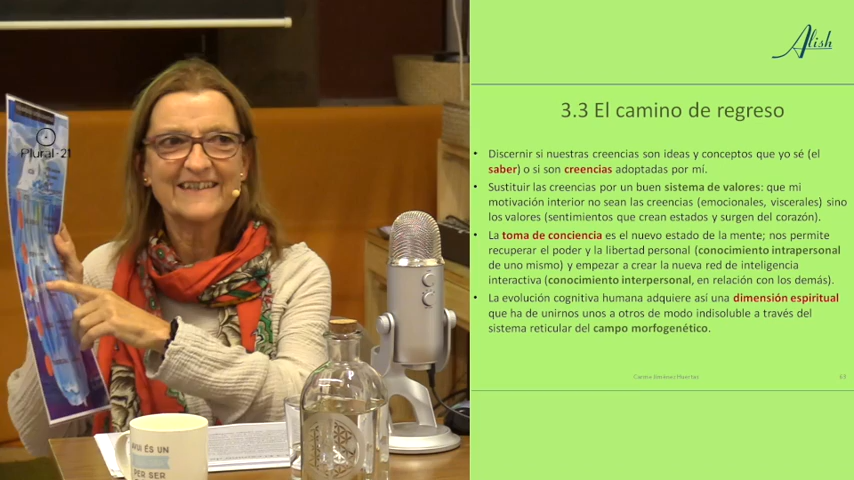 Plural-21
AVUI ÉS UN
PER SER
Alish
3.3 El camino de regreso
• Discernir si nuestras creencias son ideas y conceptos que yo sé (el
saber) o si son creencias adoptadas por mí.
• Sustituir las creencias por un buen sistema de valores: que mi
motivación interior no sean las creencias (emocionales, viscerales) sino
los valores (sentimientos que crean estados y surgen del corazón).
• La toma de conciencia es el nuevo estado de la mente; nos permite
recuperar el poder y la libertad personal (conocimiento intrapersonal
de uno mismo) y empezar a crear la nueva red de inteligencia
interactiva (conocimiento interpersonal, en relación con los demás).
• La evolución cognitiva humana adquiere así una dimensión espiritual
que ha de unirnos unos a otros de modo indisoluble a través del
sistema reticular del campo morfogenético.
Carme Jiménez Huertas
63